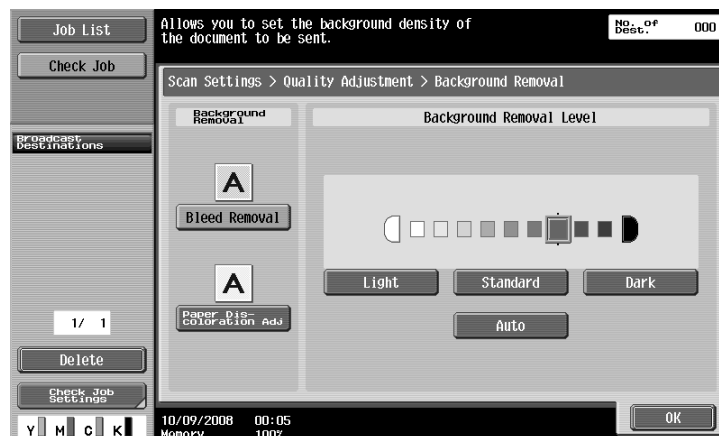 Job List
Check Job
Allows you to set the background density of
the document to be sent.
No. of
Dest.
000
Scan Settings > Quality Adjustment > Background Removal
Broadcast
Destinations
Background
Removal
Background Removal Level
A
Bleed Removal
A
Paper Dis-
coloration Adj
Light
Standard
Dark
Auto
1/ 1
Delete
Check Job
Settings
Y M C K
10/09/2008 00:05
Memory 100%
OK